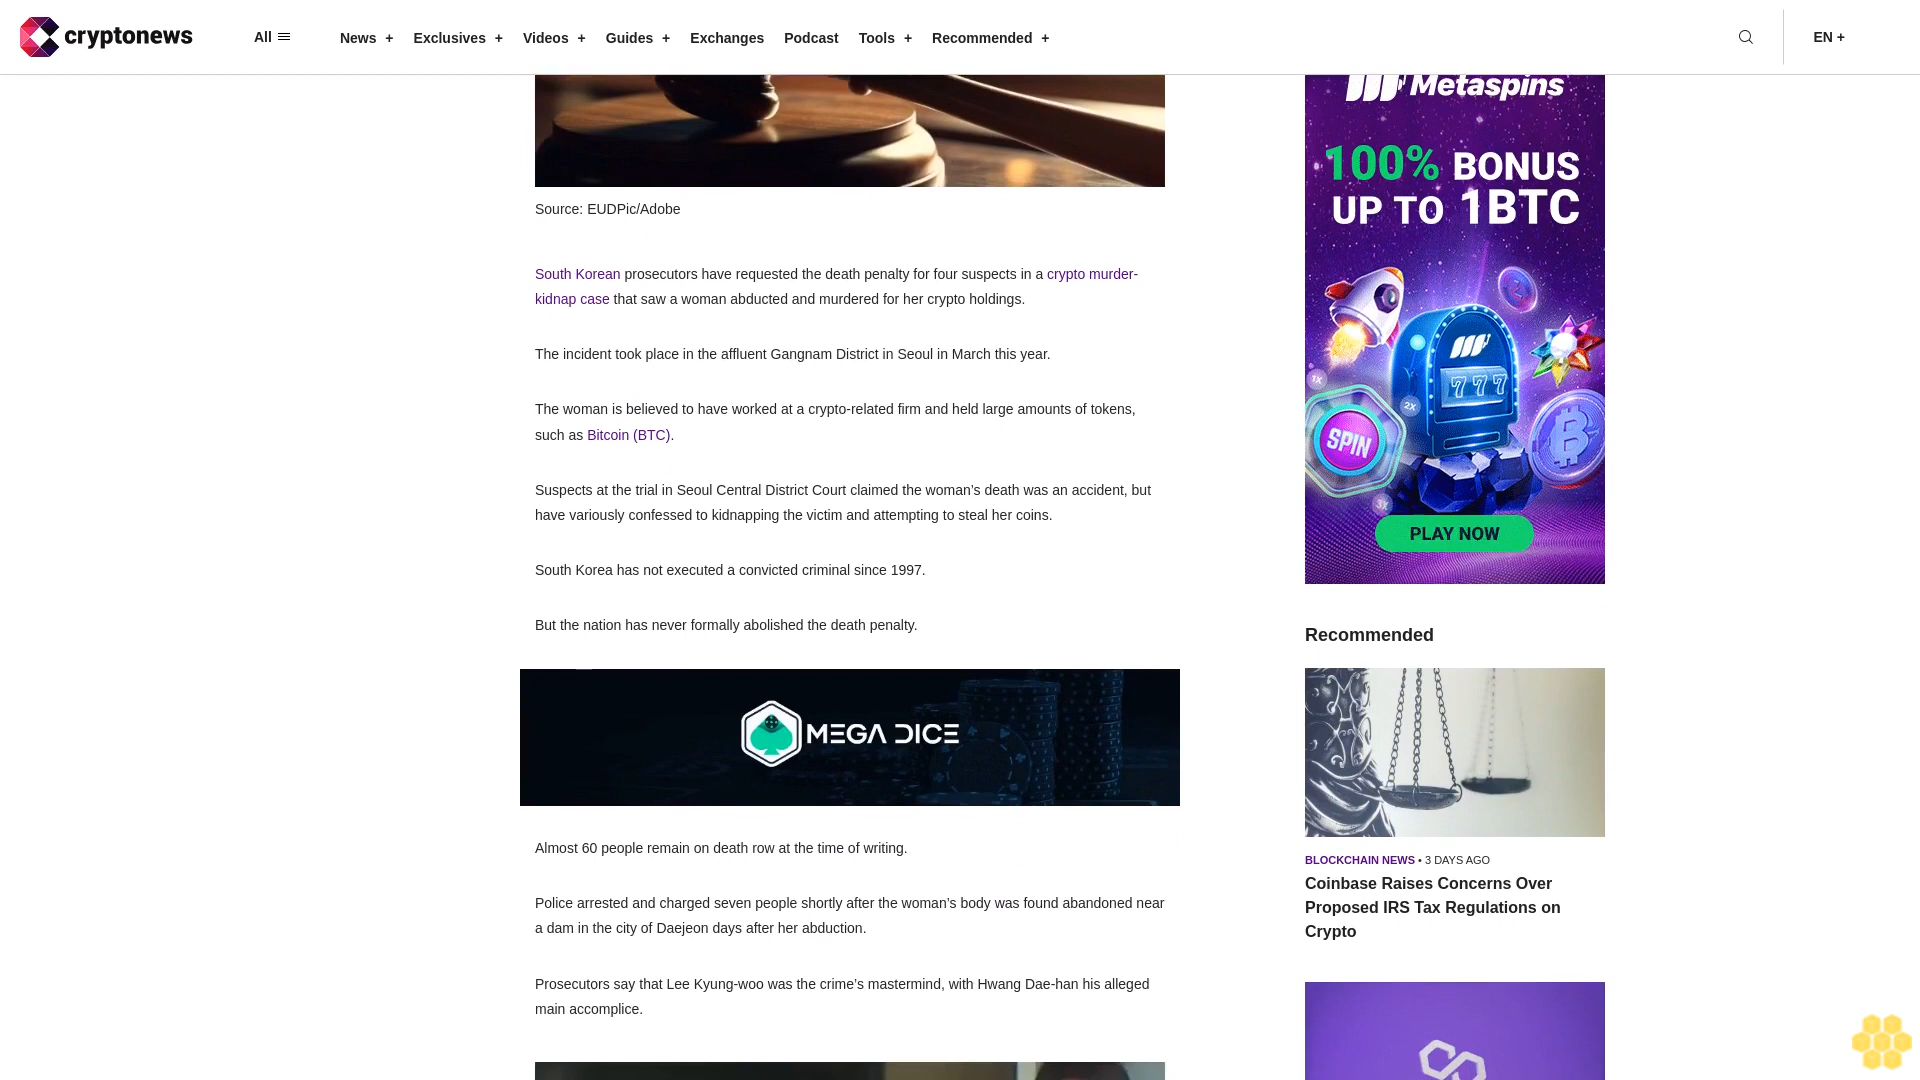 cryptonews
All
News +
Exclusives +
Videos +
Guides +
Exchanges
Podcast
Tools +
Recommended +
EN +
Source: EUDPic/Adobe
South Korean prosecutors have requested the death penalty for four suspects in a crypto murder-
kidnap case that saw a woman abducted and murdered for her crypto holdings.
The incident took place in the affluent Gangnam District in Seoul in March this year.
The woman is believed to have worked at a crypto-related firm and held large amounts of tokens,
such as Bitcoin (BTC).
Suspects at the trial in Seoul Central District Court claimed the woman’s death was an accident, but
have variously confessed to kidnapping the victim and attempting to steal her coins.
South Korea has not executed a convicted criminal since 1997.
But the nation has never formally abolished the death penalty.
MEGA DICE
Almost 60 people remain on death row at the time of writing.
Police arrested and charged seven people shortly after the woman’s body was found abandoned near
a dam in the city of Daejeon days after her abduction.
Prosecutors say that Lee Kyung-woo was the crime’s mastermind, with Hwang Dae-han his alleged
main accomplice.
Metaspins
100% BONUS
UP TO 1BTC
777
1X
2X
SPIN
3X
PLAY NOW
Recommended
BLOCKCHAIN NEWS • 3 DAYS AGO
Coinbase Raises Concerns Over
Proposed IRS Tax Regulations on
Crypto